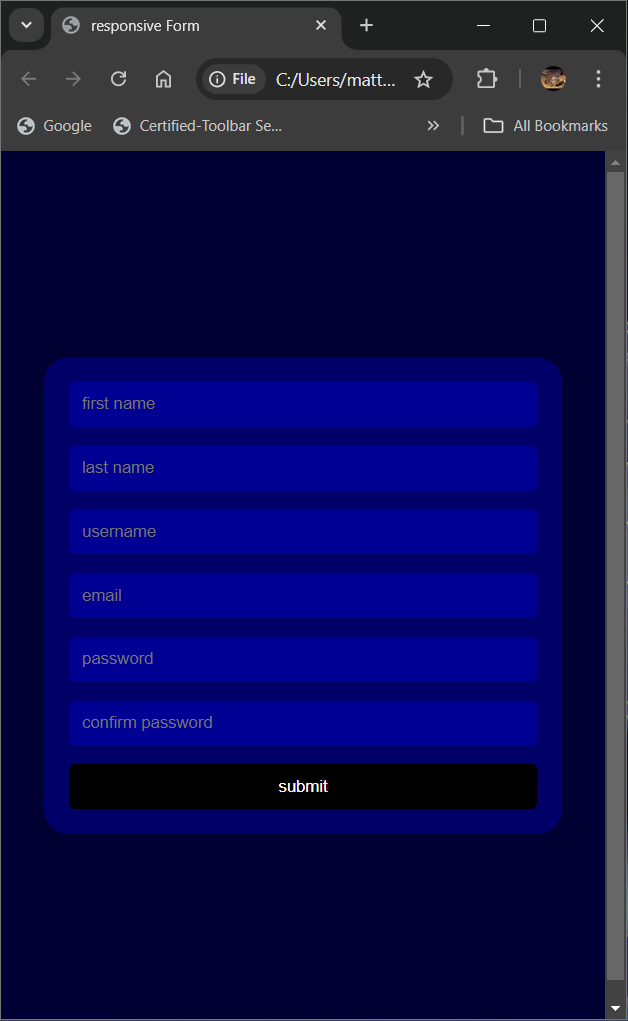 responsive Form
File C:/Users/matt...
Google Certified-Toolbar Se... All Bookmarks
first name
last name
username
email
password
confirm password
submit